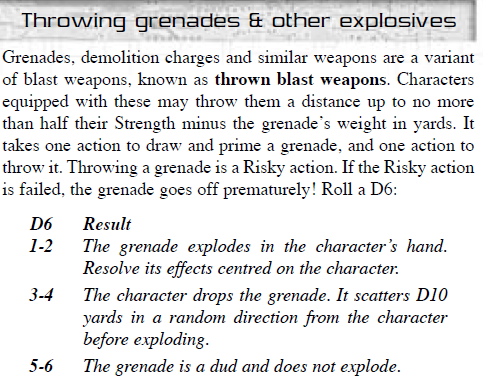 Throwing grenades & other explosives
Grenades, demolition charges and similar weapons are a variant
of blast weapons, known as thrown blast weapons. Characters
equipped with these may throw them a distance up to no more
than half their Strength minus the grenade's weight in yards. It
takes one action to draw and prime a grenade, and one action to
throw it. Throwing a grenade is a Risky action. If the Risky action
is failed, the grenade goes off prematurely! Roll a D6:
D6 Result
1-2 The grenade explodes in the character's hand.
Resolve its effects centred on the character.
3-4 The character drops the grenade. It scatters D10
yards in a random direction from the character
before exploding.
5-6 The grenade is a dud and does not explode.